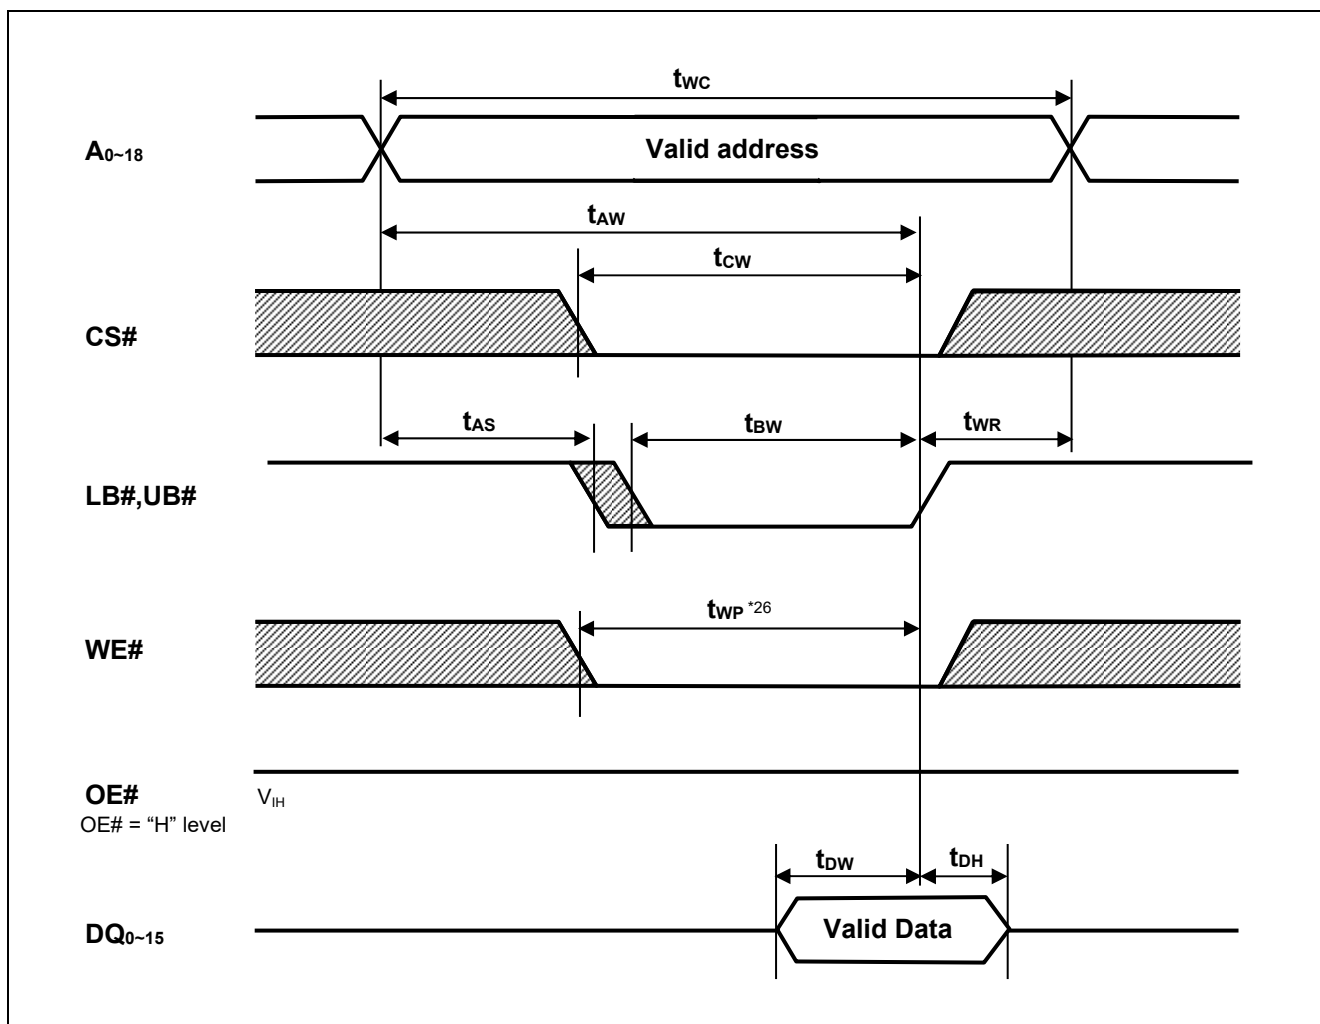 tWC
A0~18
Valid address
tAW
tCW
CS#
tAS
tBW
tWR
LB#,UB#
tWP *26
WE#
OE#
VIH
OE# = “H” level
tDW
tDH
DQ0~15
Valid Data